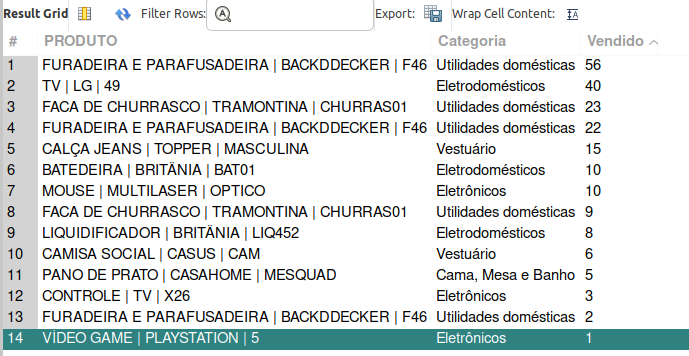 Result Grid Filter Rows: Export: Wrap Cell Content: IA
# PRODUTO Categoria Vendido
1 FURADEIRA E PARAFUSADEIRA | BACKDDECKER | F46 Utilidades domésticas 56
2 TV | LG | 49 Eletrodomésticos 40
3 FACA DE CHURRASCO | TRAMONTINA | CHURRAS01 Utilidades domésticas 23
4 FURADEIRA E PARAFUSADEIRA | BACKDDECKER | F46 Utilidades domésticas 22
5 CALÇA JEANS | TOPPER | MASCULINA Vestuário 15
6 BATEDEIRA | BRITÂNIA | BAT01 Eletrodomésticos 10
7 MOUSE | MULTILASER | OPTICO Eletrônicos 10
8 FACA DE CHURRASCO | TRAMONTINA | CHURRAS01 Utilidades domésticas 9
9 LIQUIDIFICADOR | BRITÂNIA | LIQ452 Eletrodomésticos 8
10 CAMISA SOCIAL | CASUS | CAM Vestuário 6
11 PANO DE PRATO | CASAHOME | MESQUAD Cama, Mesa e Banho 5
12 CONTROLE | TV | X26 Eletrônicos 3
13 FURADEIRA E PARAFUSADEIRA | BACKDDECKER | F46 Utilidades domésticas 2
14 VÍDEO GAME | PLAYSTATION | 5 Eletrônicos 1